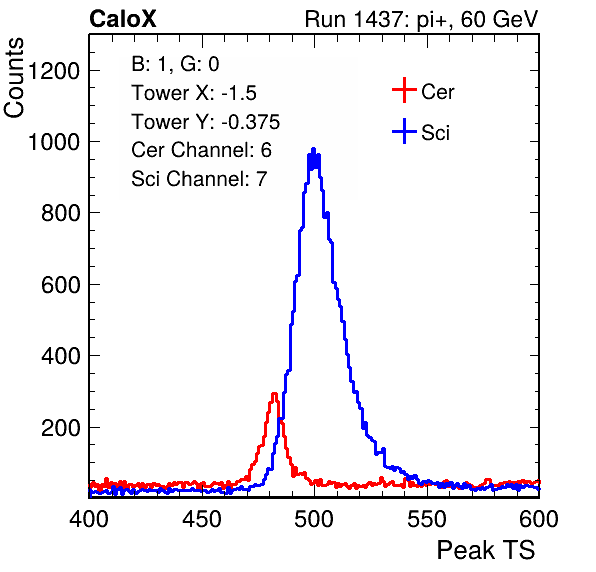 CaloX Run 1437: pi+, 60 GeV
Counts
B: 1, G: 0
Tower X: -1.5
Tower Y: -0.375
Cer Channel: 6
Sci Channel: 7
Cer
Sci
1200
1000
800
600
400
200
400 450 500 550 600
Peak TS